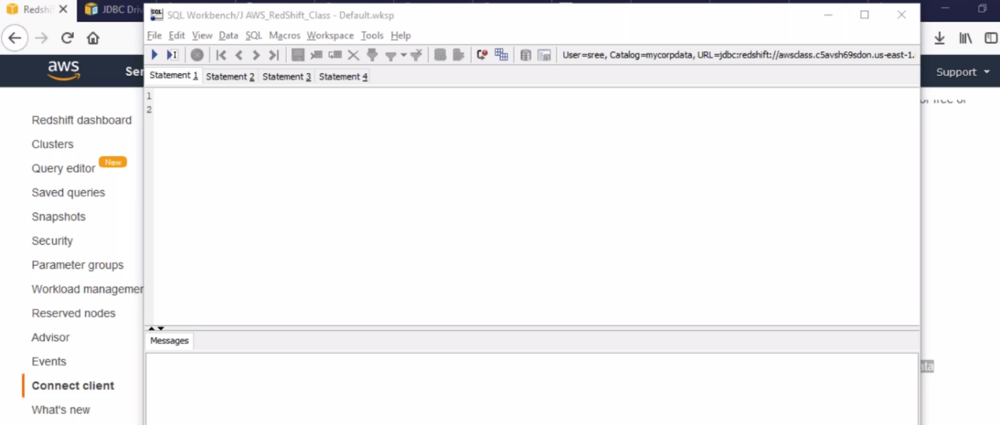 Redshi
JDBC Driv
SQL Workbench/J AWS_RedShift_Class - Default.wksp
File Edit View Data SQL Macros Workspace Tools Help
User=sree, Catalog=mycorpdata, URL=jdbc:redshift://awsclass.c5avsh69sdon.us-east-1.
aws
Ser
Statement 1 Statement 2 Statement 3 Statement 4
Support
1
2
or free or
Redshift dashboard
Clusters
Query editor New
Saved queries
Snapshots
Security
Parameter groups
Workload managemen
Reserved nodes
Advisor
Messages
Events
ata
Connect client
What's new